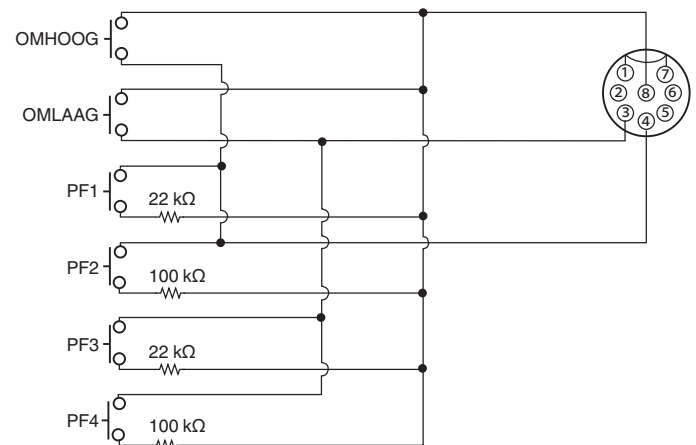 OMHOOG
OMLAAG
PF1
22 kΩ
PF2
100 kΩ
PF3
22 kΩ
PF4
100 kΩ
1 7
2 8 6
3 4 5